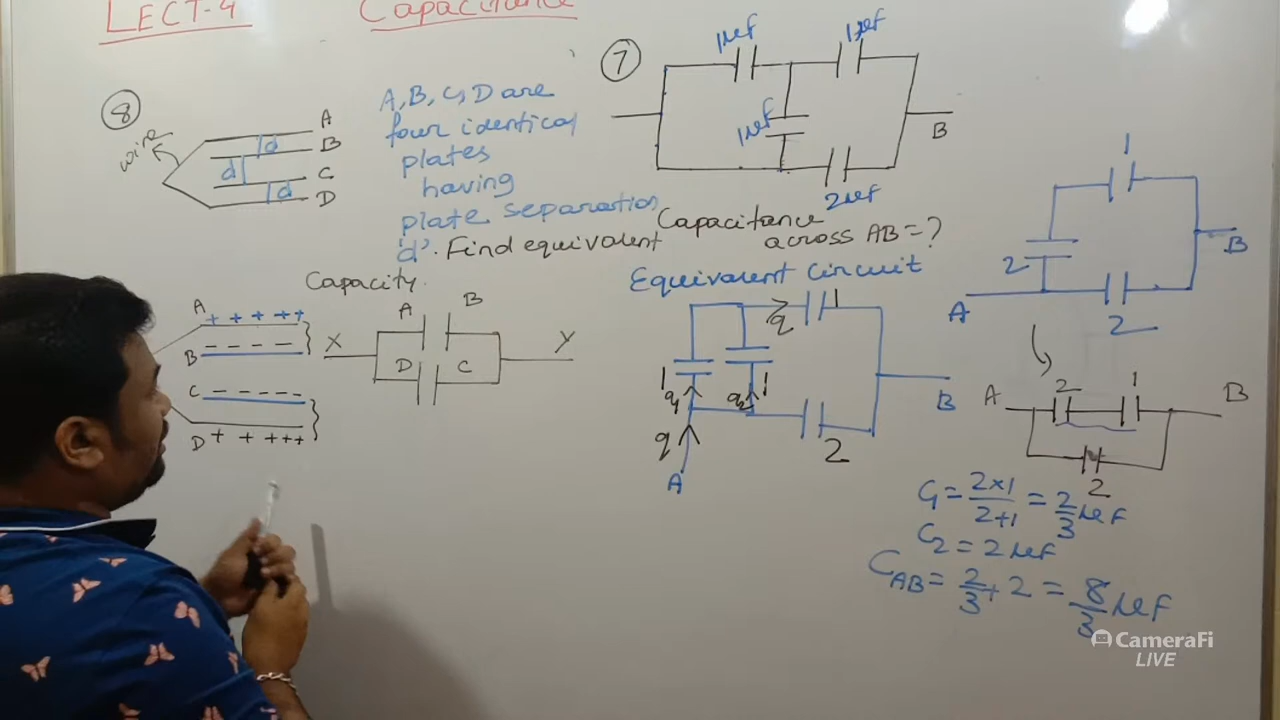 LECT-4
Capacitance
8
wire
d
d
d
A
B
C
D
A, B, C, D are
four identical
plates
having
plate separation
'd'. Find equivalent
Capacity.
A
+ + + + +
- - - - -
B
C
- - - - -
D
+ + + + +
X
A
B
D
C
Y
7
1μF
1μF
1μF
2μF
B
Capacitance
across AB = ?
Equivalent circuit
1
1
q
1
q1
q2
q
2
A
B
1
2
2
A
B
A
2
1
B
2
C1 = 2×1/2+1 = 2/3 μF
C2 = 2 μF
CAB = 2/3 + 2 = 8/3 μF
CameraFi
LIVE